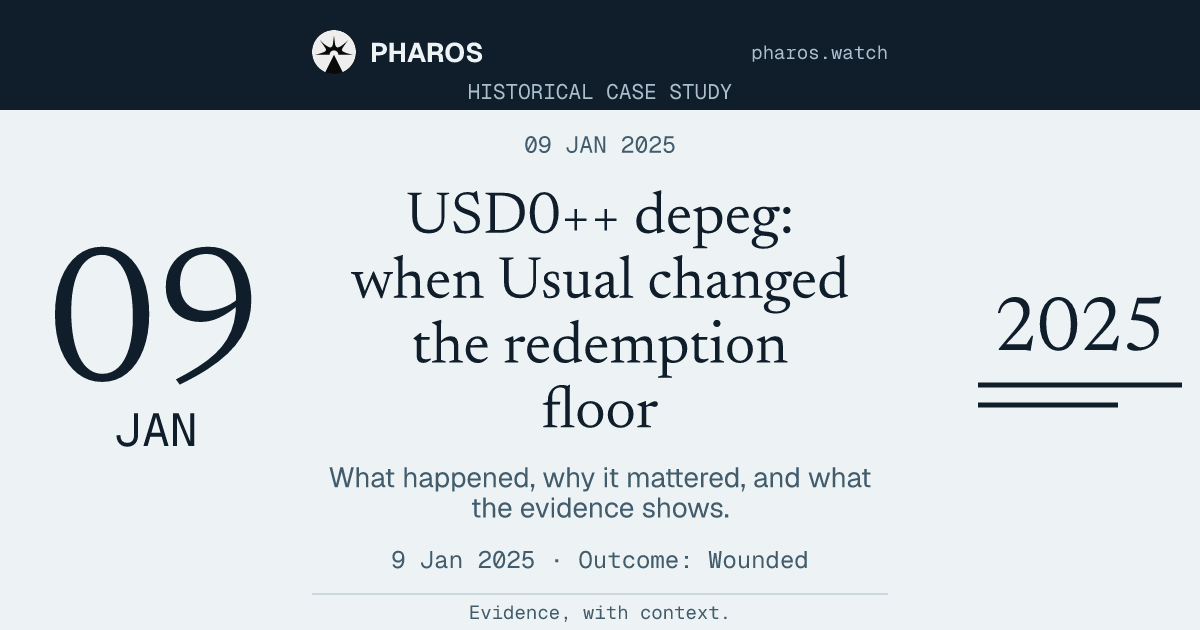 PHAROS
pharos.watch
HISTORICAL CASE STUDY
09 JAN 2025
USD0++ depeg:
when Usual changed
the redemption
floor
09
JAN
2025
What happened, why it mattered, and what
the evidence shows.
9 Jan 2025 · Outcome: Wounded
Evidence, with context.